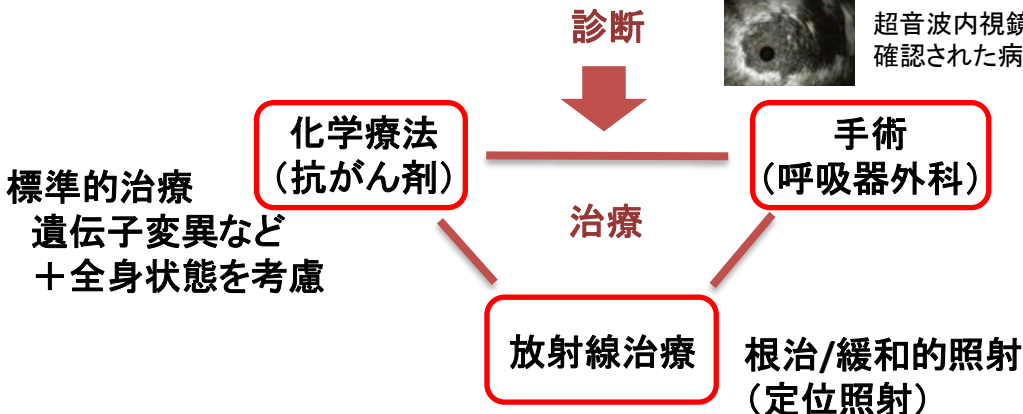 診断
超音波内視鏡
確認された病
化学療法
（抗がん剤）
手術
（呼吸器外科）
標準的治療
遺伝子変異など
＋全身状態を考慮
治療
放射線治療
根治/緩和的照射
（定位照射）